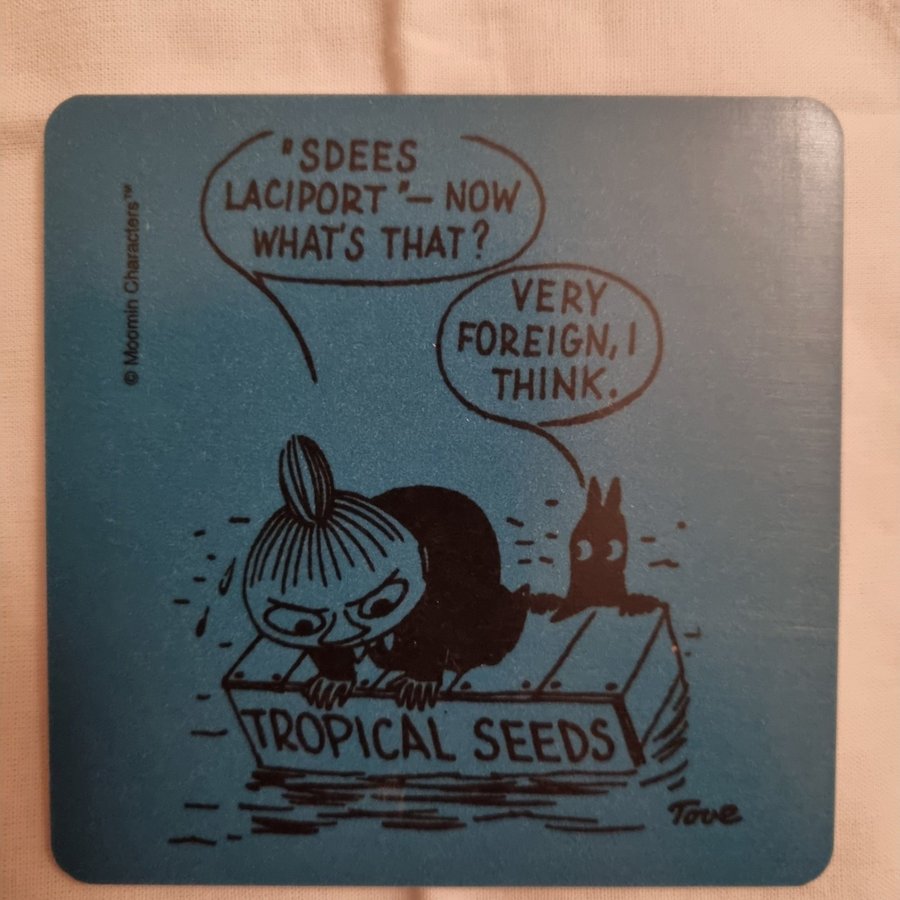 "SDEES
LACIPORT"— NOW
WHAT'S THAT?
VERY
FOREIGN, I
THINK.
© Moomin Characters™
TROPICAL SEEDS
Tove